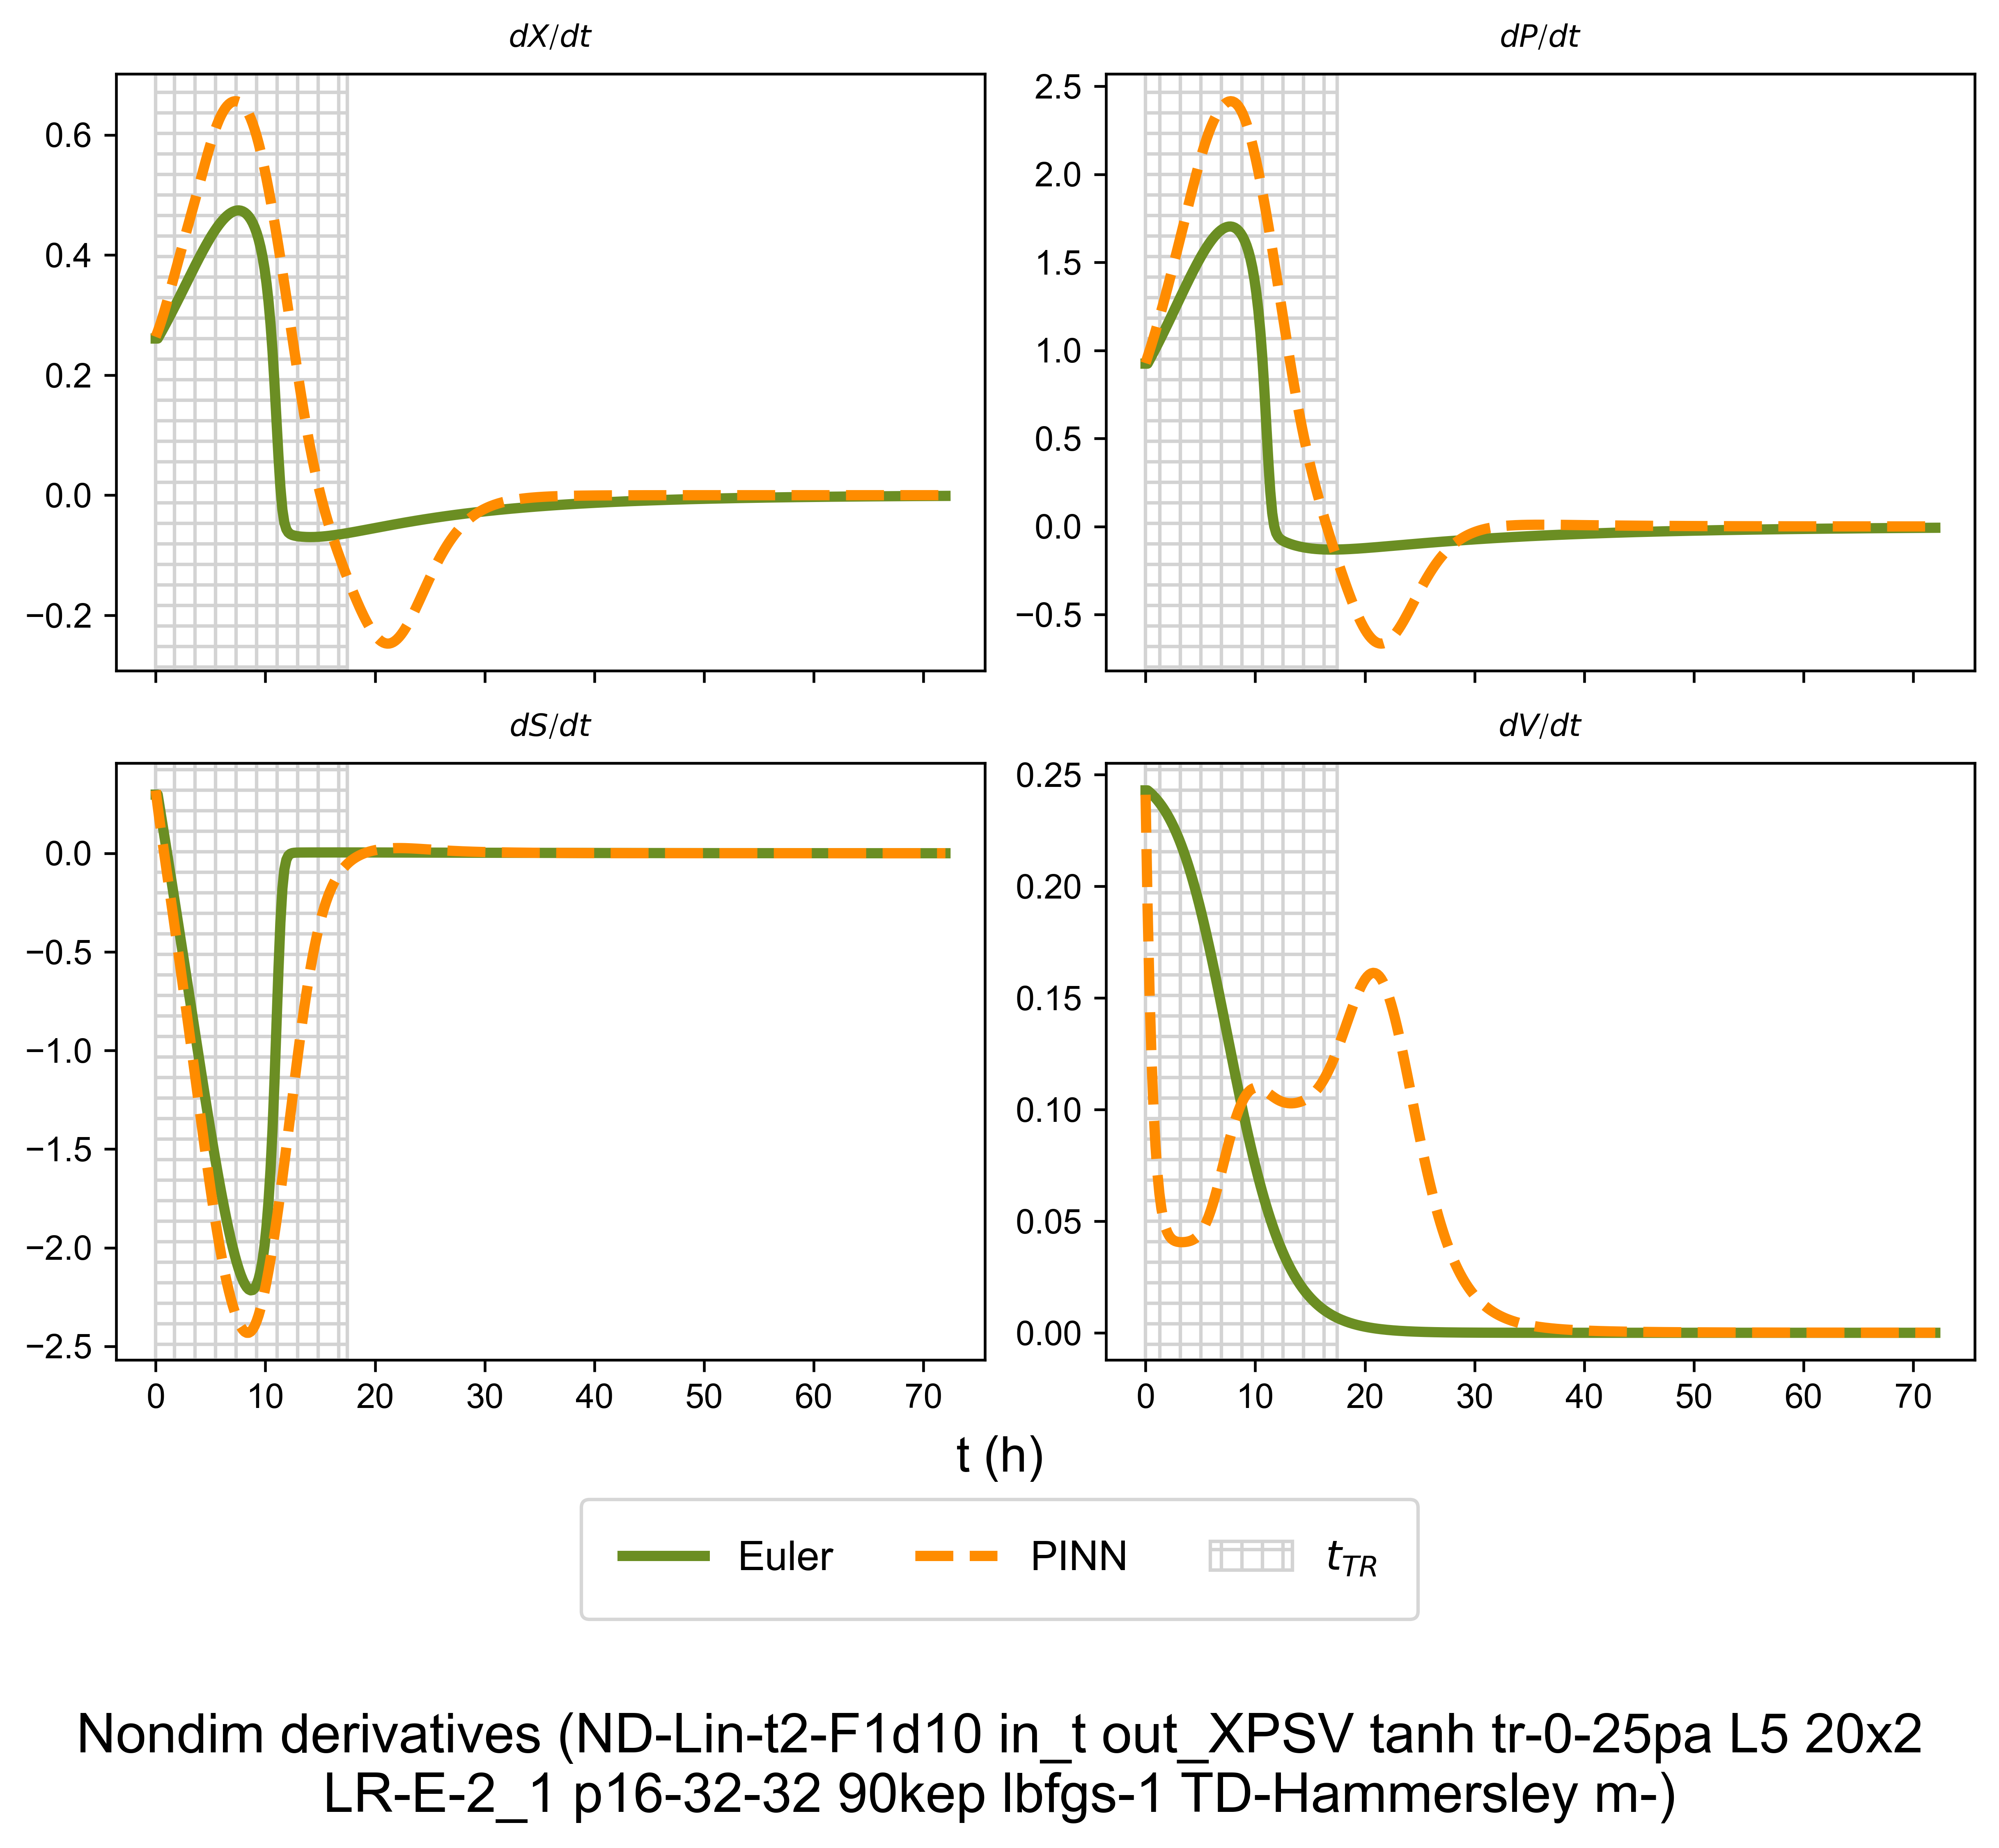 dX/dt
dP/dt
0.6
0.4
0.2
0.0
−0.2
2.5
2.0
1.5
1.0
0.5
0.0
−0.5
dS/dt
dV/dt
0.0
−0.5
−1.0
−1.5
−2.0
−2.5
0.25
0.20
0.15
0.10
0.05
0.00
0 10 20 30 40 50 60 70
0 10 20 30 40 50 60 70
t (h)
Euler PINN t_TR
Nondim derivatives (ND-Lin-t2-F1d10 in_t out_XPSV tanh tr-0-25pa L5 20x2
LR-E-2_1 p16-32-32 90kep lbfgs-1 TD-Hammersley m-)